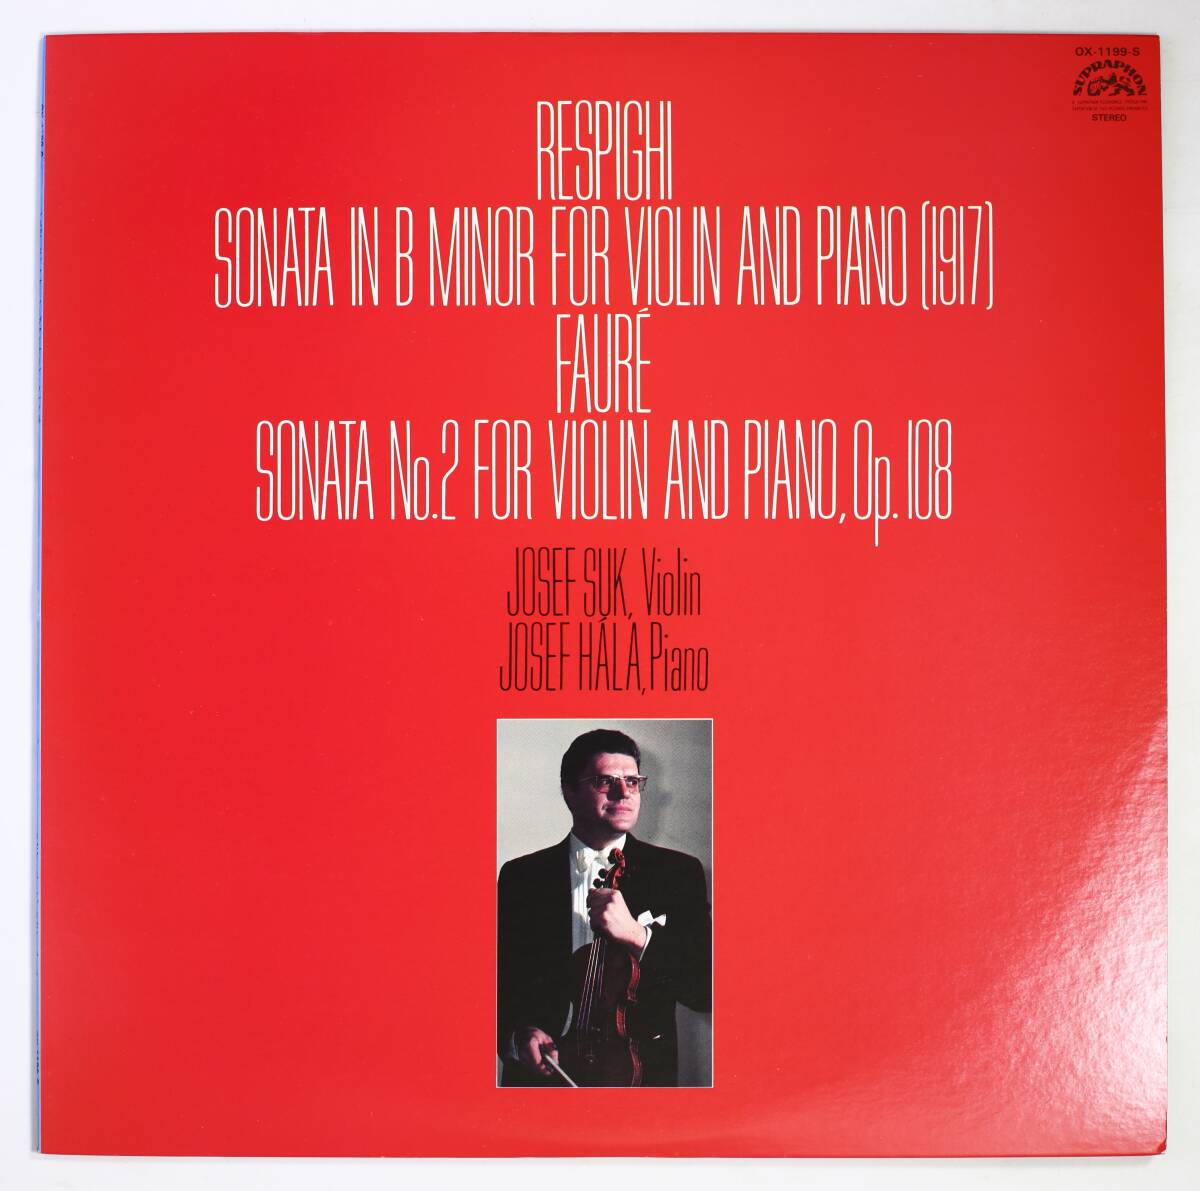 OX-1199-S
SUPRAPHON
STEREO
RESPIGHI
SONATA IN B MINOR FOR VIOLIN AND PIANO (1917)
FAURÉ
SONATA No.2 FOR VIOLIN AND PIANO, Op. 108
JOSEF SUK, Violin
JOSEF HÁLA, Piano